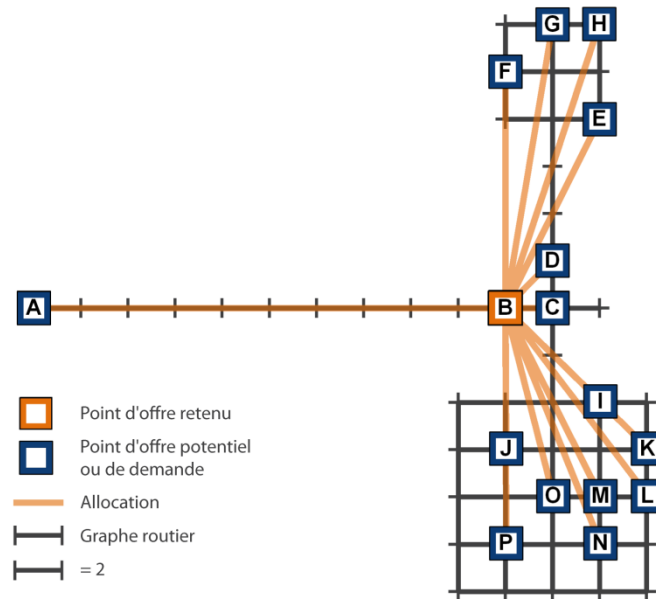 G H
F
E
D
A B C
I
J K
O M L
P N
Point d'offre retenu
Point d'offre potentiel
ou de demande
Allocation
Graphe routier
= 2